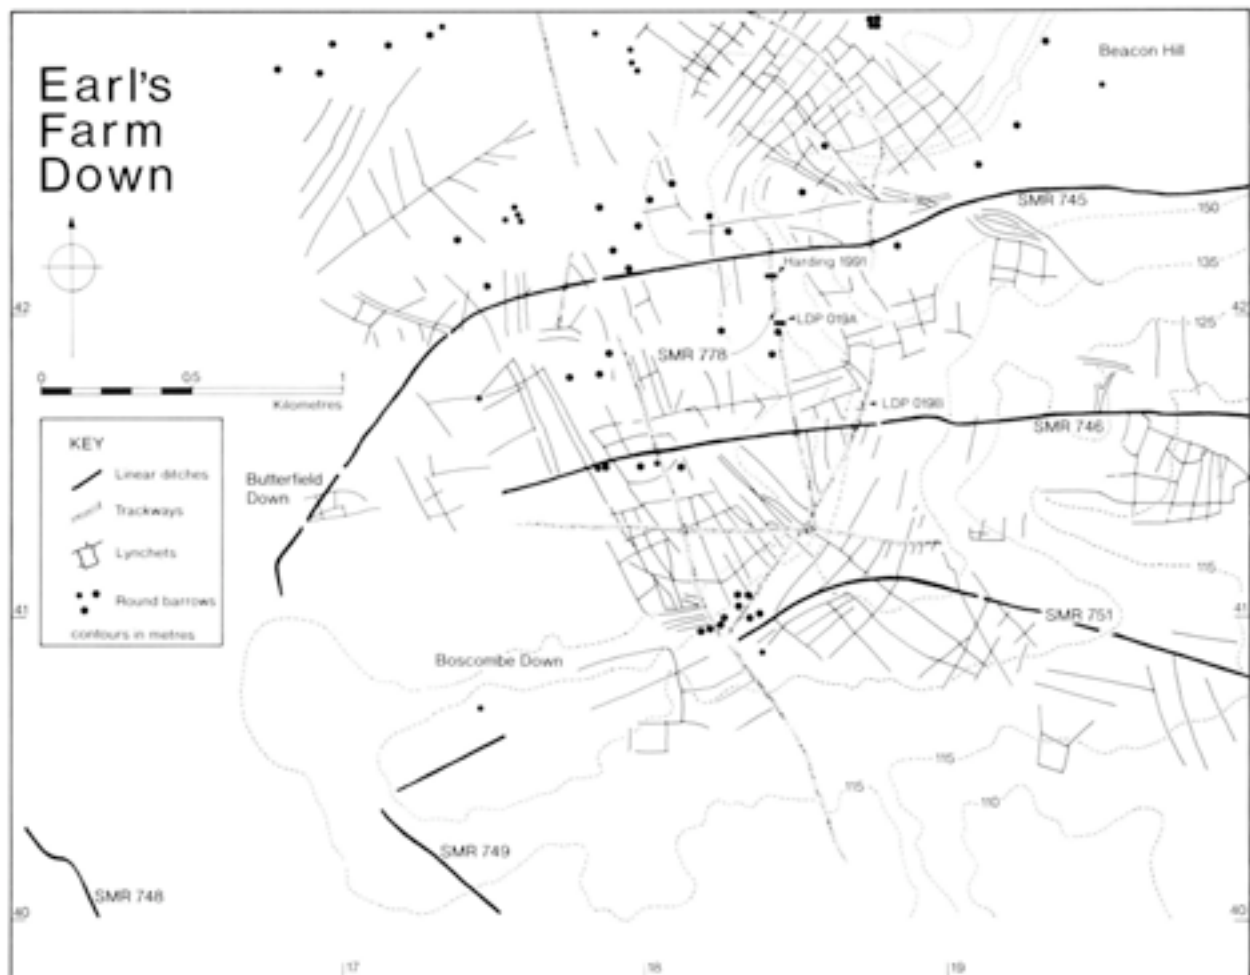 Earl's
Farm
Down
Beacon Hill
SMR 745
150
Harding 1991
135
42
42
LDP 019A
125
SMR 778
0
0.5
1
Kilometres
LDP 019B
SMR 746
KEY
Linear ditches
Trackways
Lynchets
Round barrows
contours in metres
Butterfield
Down
115
41
SMR 751
41
Boscombe Down
115
115
110
SMR 749
SMR 748
40
40
17
18
19